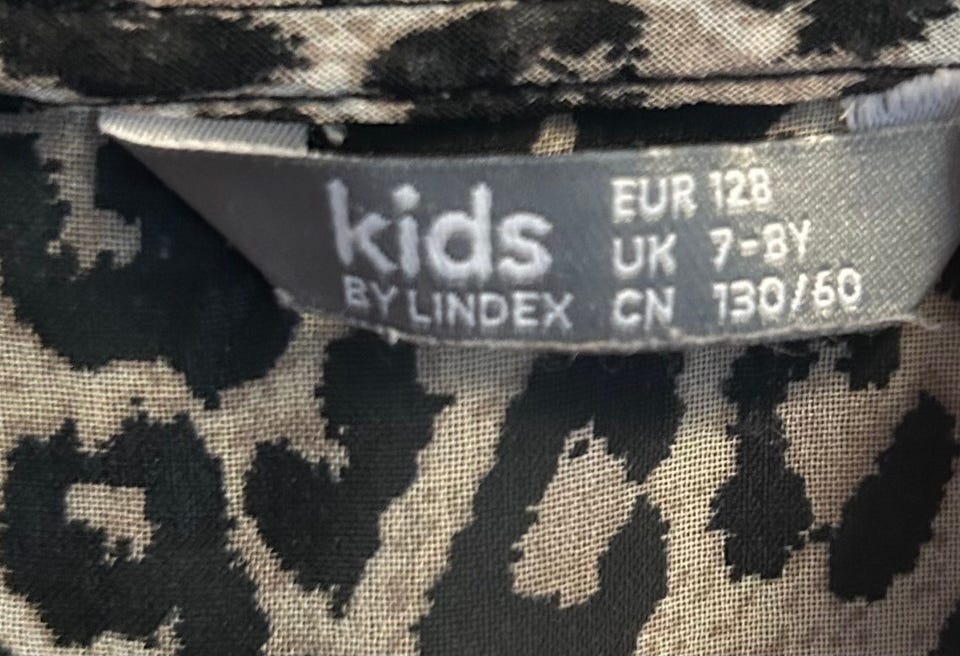 kids
BY LINDEX
EUR 128
UK 7-8Y
CN 130/60